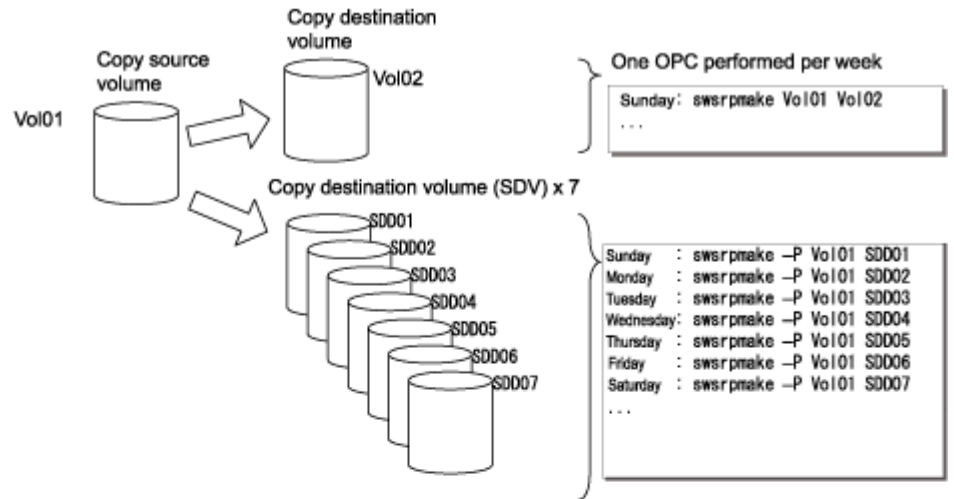 Copy destination
volume
Vol02
Copy source
volume
Vol01
One OPC performed per week
Sunday: swsrpmake Vol01 Vol02
...
Copy destination volume (SDV) x 7
SDD01
SDD02
SDD03
SDD04
SDD05
SDD06
SDD07
Sunday : swsrpmake –P Vol01 SDD01
Monday : swsrpmake –P Vol01 SDD02
Tuesday : swsrpmake –P Vol01 SDD03
Wednesday: swsrpmake –P Vol01 SDD04
Thursday : swsrpmake –P Vol01 SDD05
Friday : swsrpmake –P Vol01 SDD06
Saturday : swsrpmake –P Vol01 SDD07
...